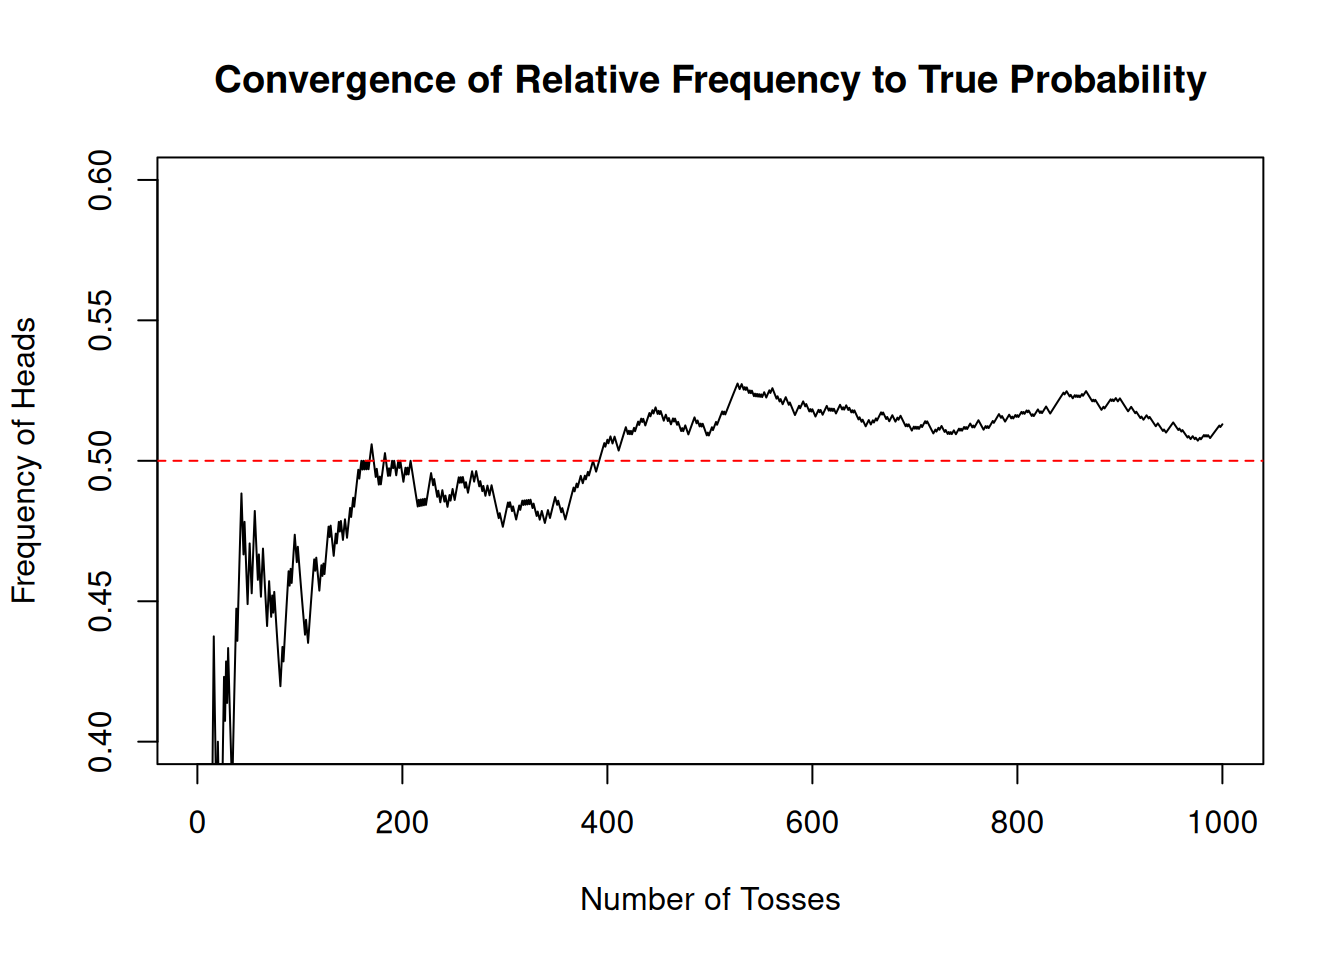 Convergence of Relative Frequency to True Probability
Frequency of Heads
0.60
0.55
0.50
0.45
0.40
0 200 400 600 800 1000
Number of Tosses